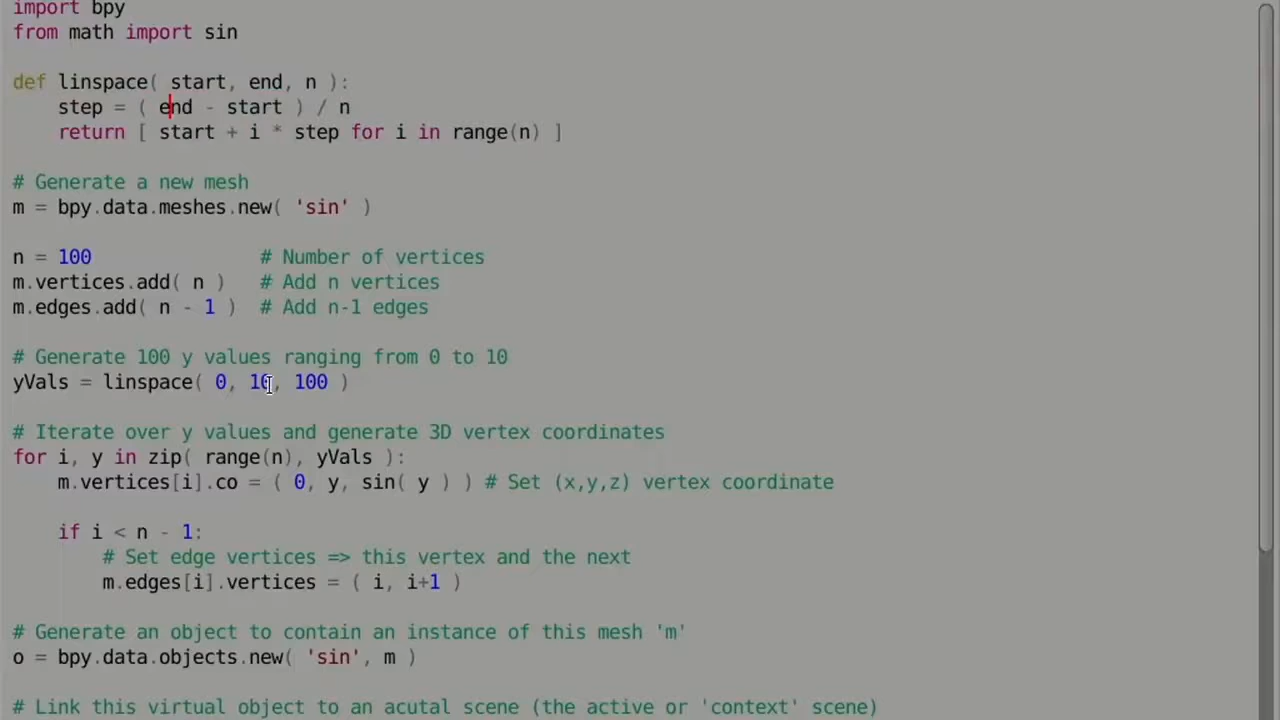 import bpy
from math import sin
def linspace( start, end, n ):
    step = ( end - start ) / n
    return [ start + i * step for i in range(n) ]
# Generate a new mesh
m = bpy.data.meshes.new( 'sin' )
n = 100               # Number of vertices
m.vertices.add( n )   # Add n vertices
m.edges.add( n - 1 )  # Add n-1 edges
# Generate 100 y values ranging from 0 to 10
yVals = linspace( 0, 10, 100 )
# Iterate over y values and generate 3D vertex coordinates
for i, y in zip( range(n), yVals ):
    m.vertices[i].co = ( 0, y, sin( y ) ) # Set (x,y,z) vertex coordinate
    if i < n - 1:
        # Set edge vertices => this vertex and the next
        m.edges[i].vertices = ( i, i+1 )
# Generate an object to contain an instance of this mesh 'm'
o = bpy.data.objects.new( 'sin', m )
# Link this virtual object to an acutal scene (the active or 'context' scene)